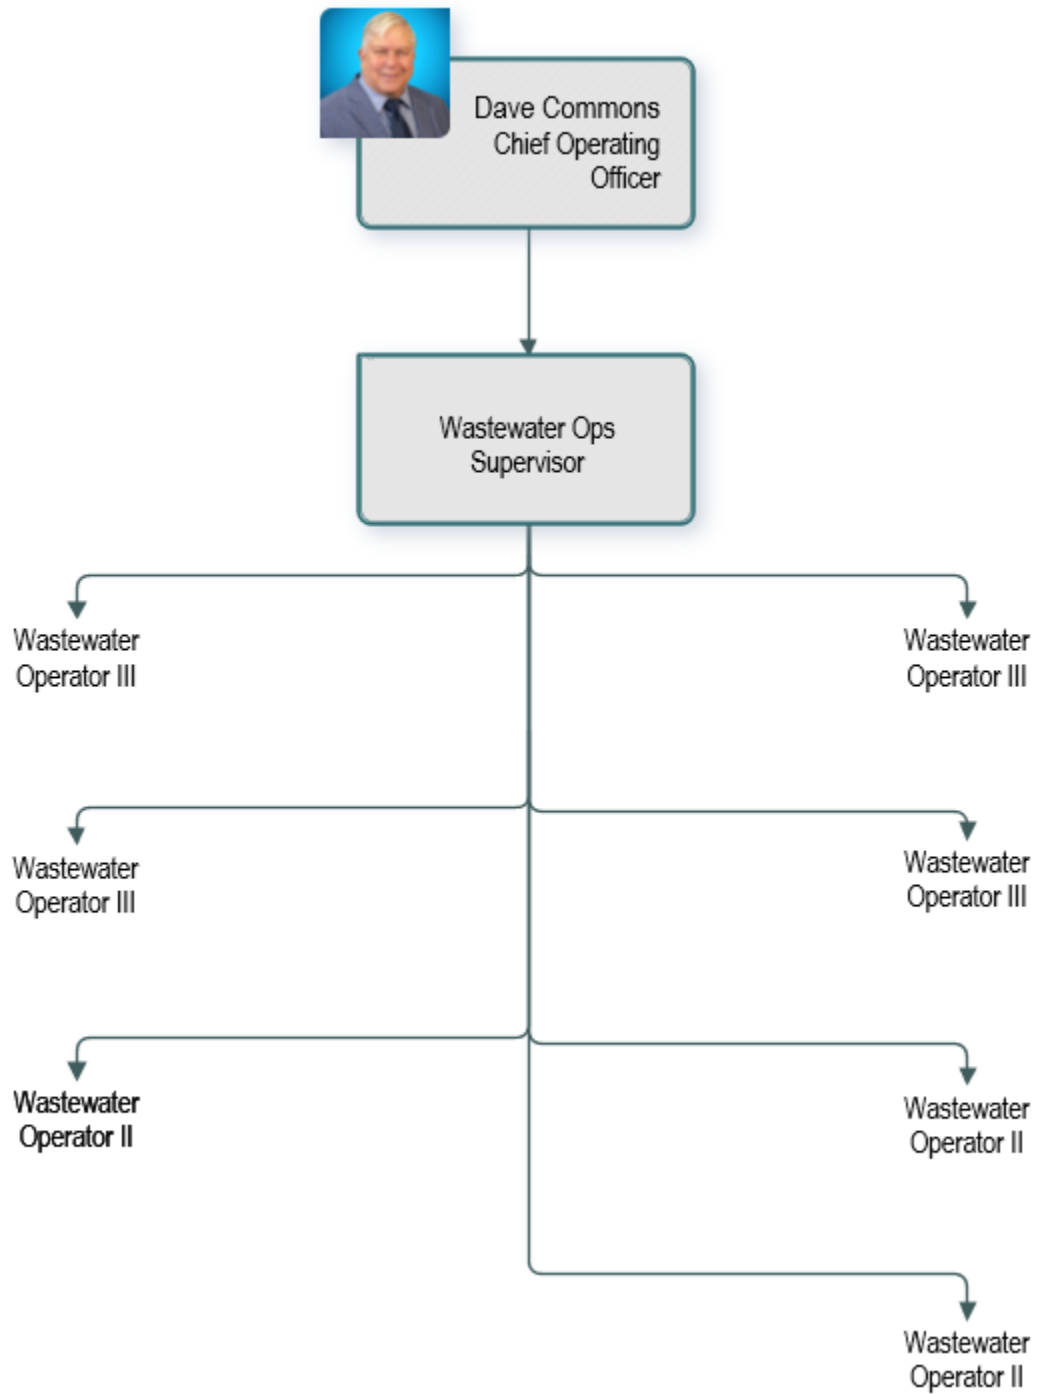 Dave Commons
Chief Operating
Officer
Wastewater Ops
Supervisor
Wastewater
Operator III
Wastewater
Operator III
Wastewater
Operator III
Wastewater
Operator III
Wastewater
Operator II
Wastewater
Operator II
Wastewater
Operator II